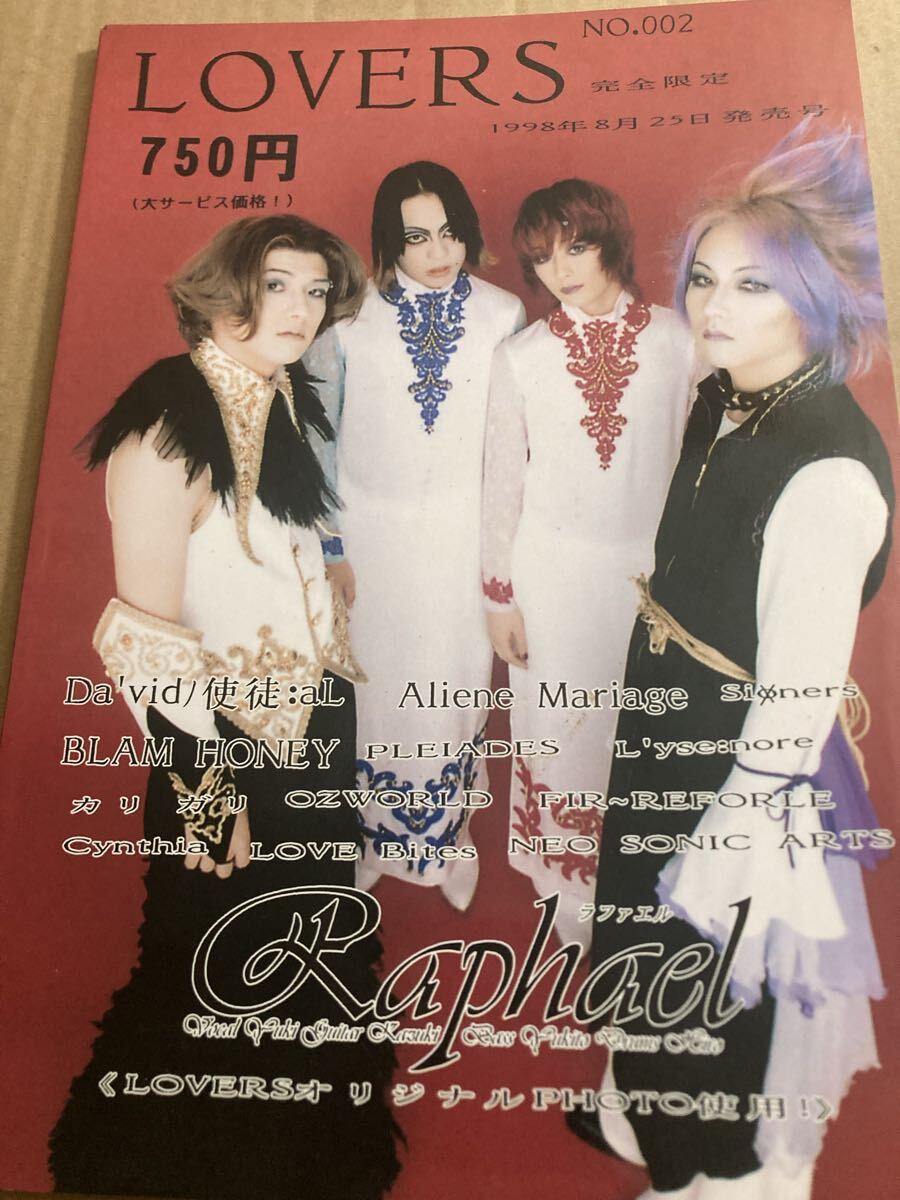 NO.002
LOVERS
完全限定
1998年8月25日発売号
750円
(大サービス価格!)
Da'vid/使徒:aL Aliene Mariage Siχners
BLAM HONEY PLEIADES L'yse:nore
カリガリ OZWORLD FIR~REFORLE
Cynthia LOVE Bites NEO SONIC ARTS
ラファエル
Raphael
Vocal Yuki Guitar Kazuki Bass Yukito Drums Hiro
《LOVERSオリジナルPHOTO使用!》